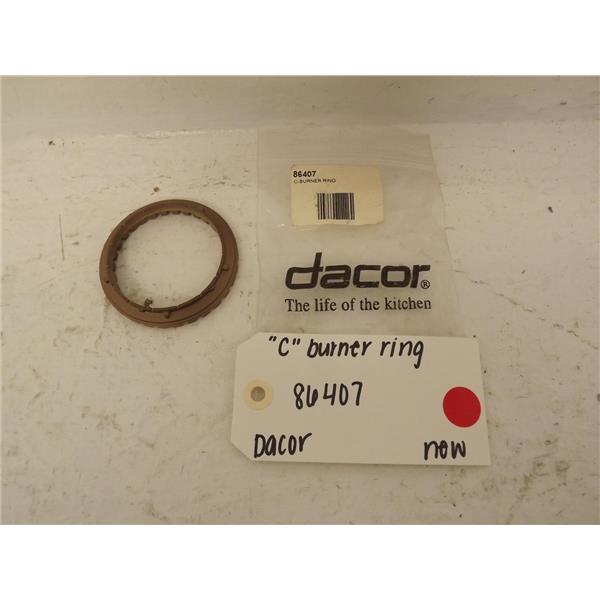 86407
C-BURNER RING
dacor®
The life of the kitchen
"C" burner ring
86407
Dacor new